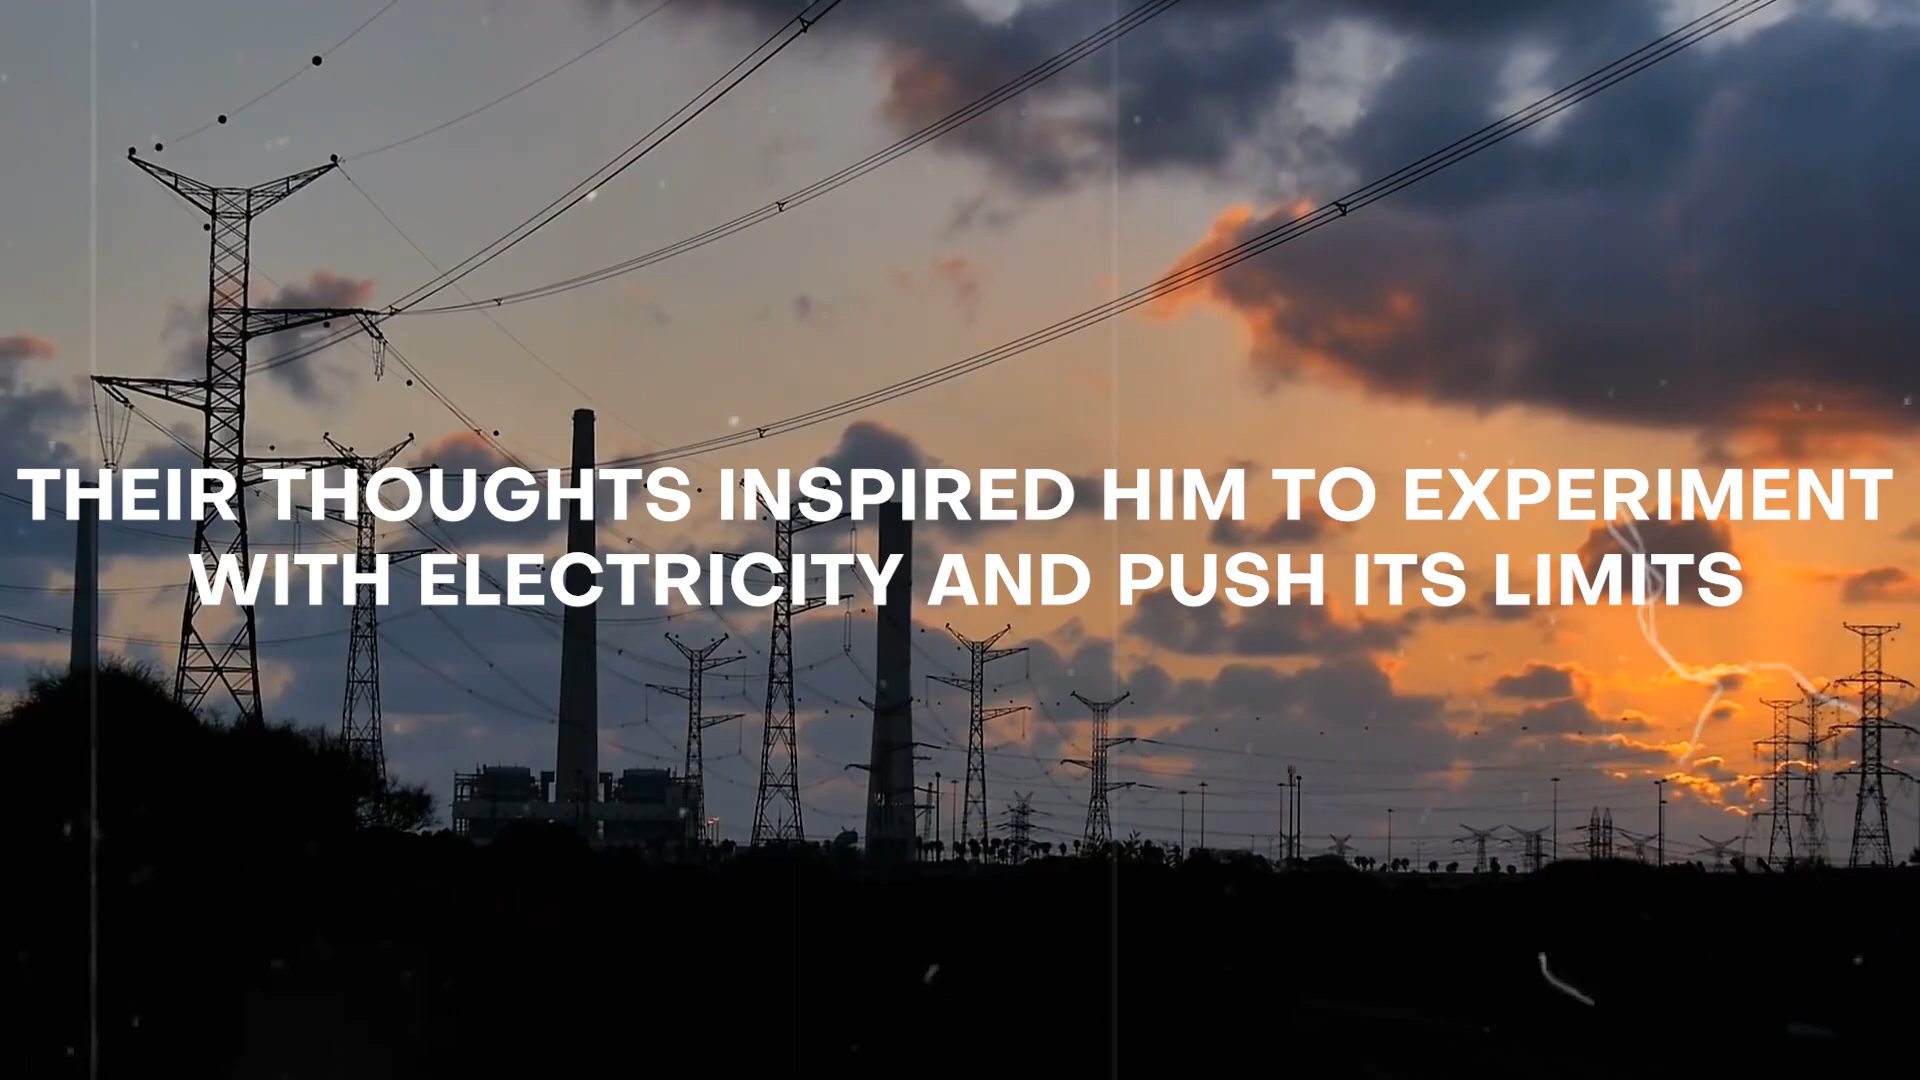 THEIR THOUGHTS INSPIRED HIM TO EXPERIMENT
WITH ELECTRICITY AND PUSH ITS LIMITS